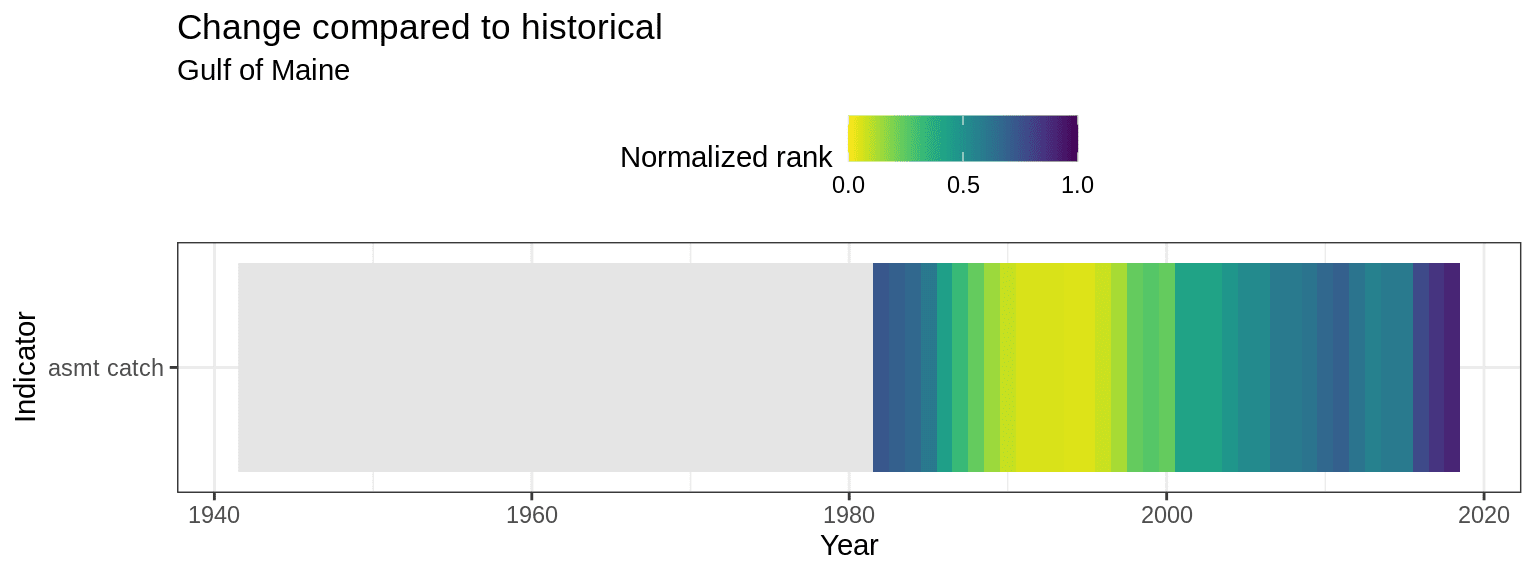 Change compared to historical
Gulf of Maine
Normalized rank
0.0 0.5 1.0
Indicator
asmt catch
1940 1960 1980 2000 2020
Year